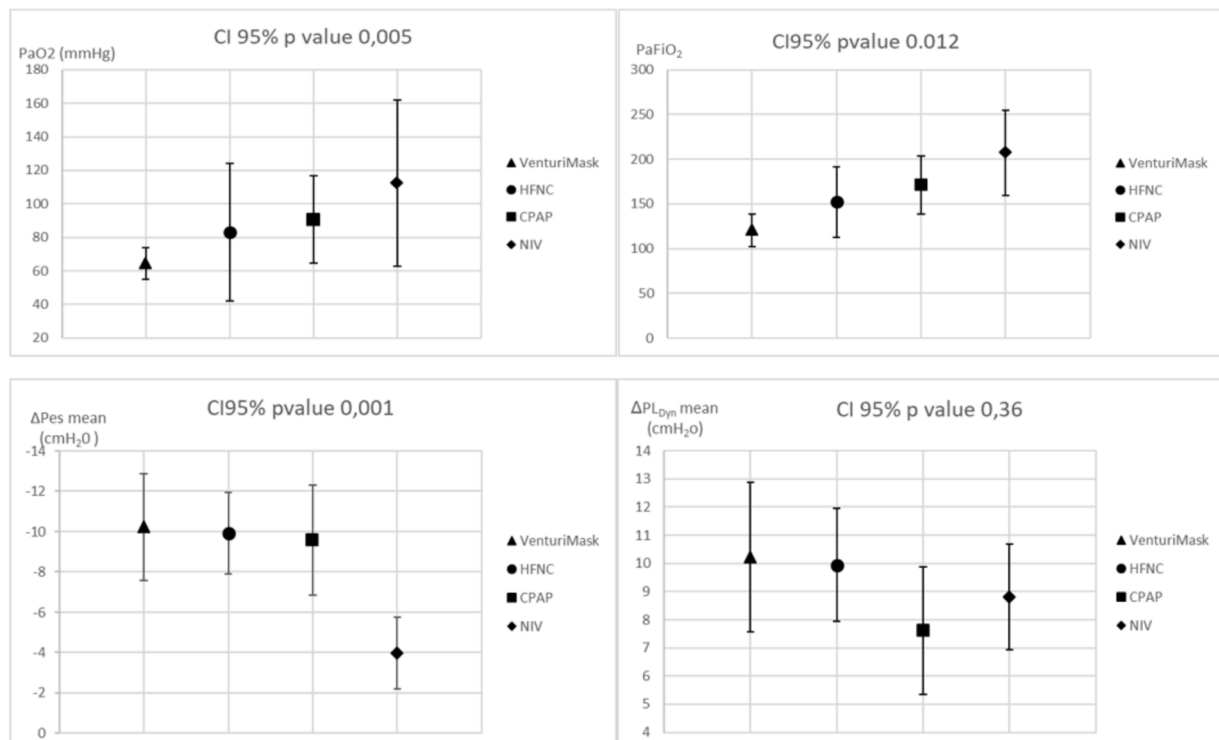 CI 95% p value 0,005
PaO2 (mmHg)
180
160
140
120
100
80
60
40
20
VenturiMask
HFNC
CPAP
NIV
CI95% pvalue 0.012
PaFiO₂
300
250
200
150
100
50
0
VenturiMask
HFNC
CPAP
NIV
CI95% pvalue 0,001
ΔPes mean
(cmH₂0 )
-14
-12
-10
-8
-6
-4
-2
0
VenturiMask
HFNC
CPAP
NIV
CI 95% p value 0,36
ΔPL_Dyn mean
(cmH₂o)
14
13
12
11
10
9
8
7
6
5
4
VenturiMask
HFNC
CPAP
NIV